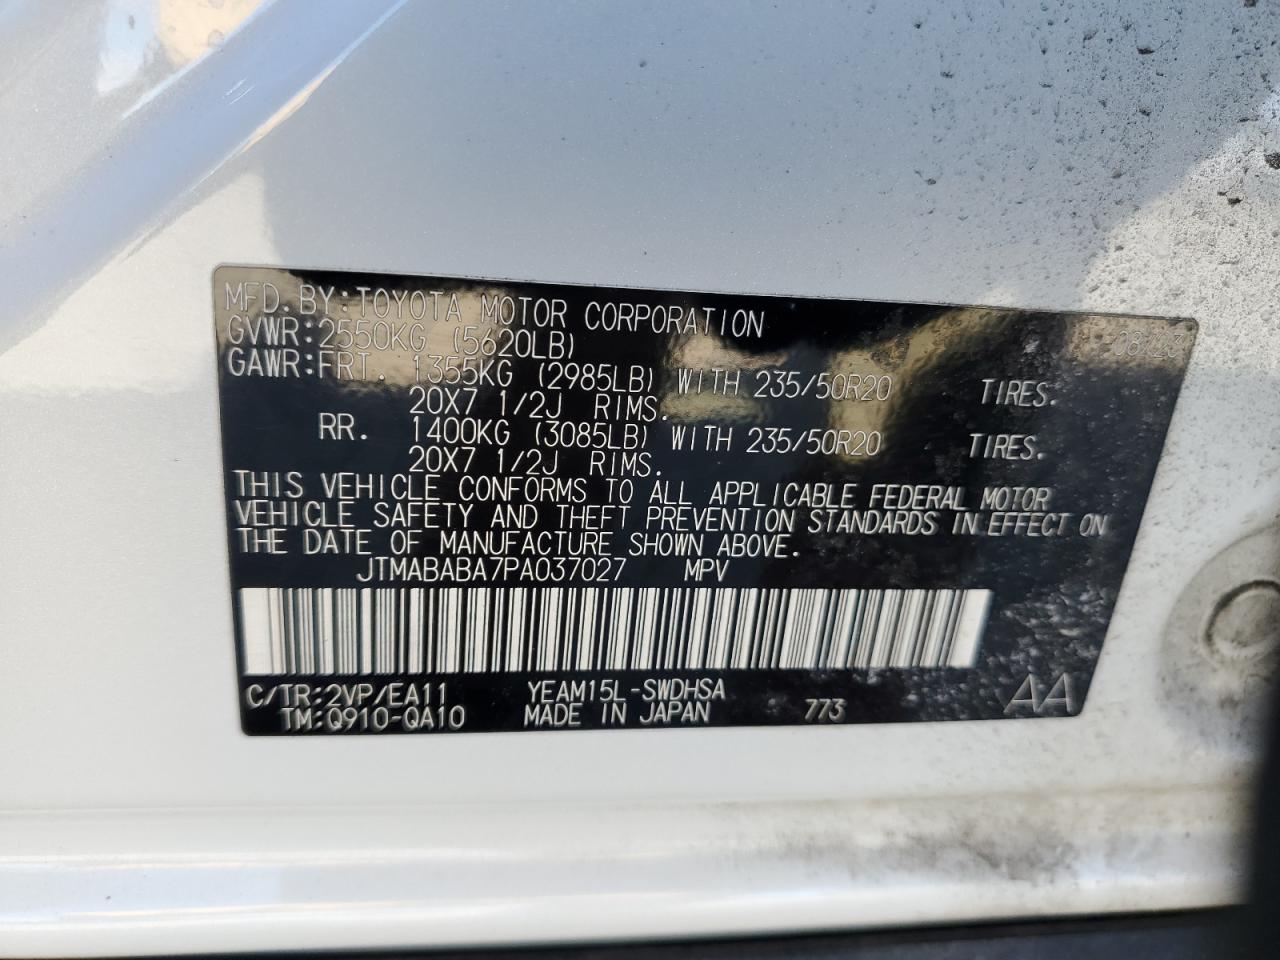 MFD. BY: TOYOTA MOTOR CORPORATION
GVWR: 2550KG (5620LB)
GAWR: FRT. 1355KG (2985LB) WITH 235/50R20 TIRES.
20X7 1/2J RIMS.
RR. 1400KG (3085LB) WITH 235/50R20 TIRES.
20X7 1/2J RIMS.
THIS VEHICLE CONFORMS TO ALL APPLICABLE FEDERAL MOTOR
VEHICLE SAFETY AND THEFT PREVENTION STANDARDS IN EFFECT ON
THE DATE OF MANUFACTURE SHOWN ABOVE.
JTMABABA7PA037027 MPV
C/TR:2VP/EA11 YEAM15L-SWDHSA
TM:Q910-QA10 MADE IN JAPAN 773 AA